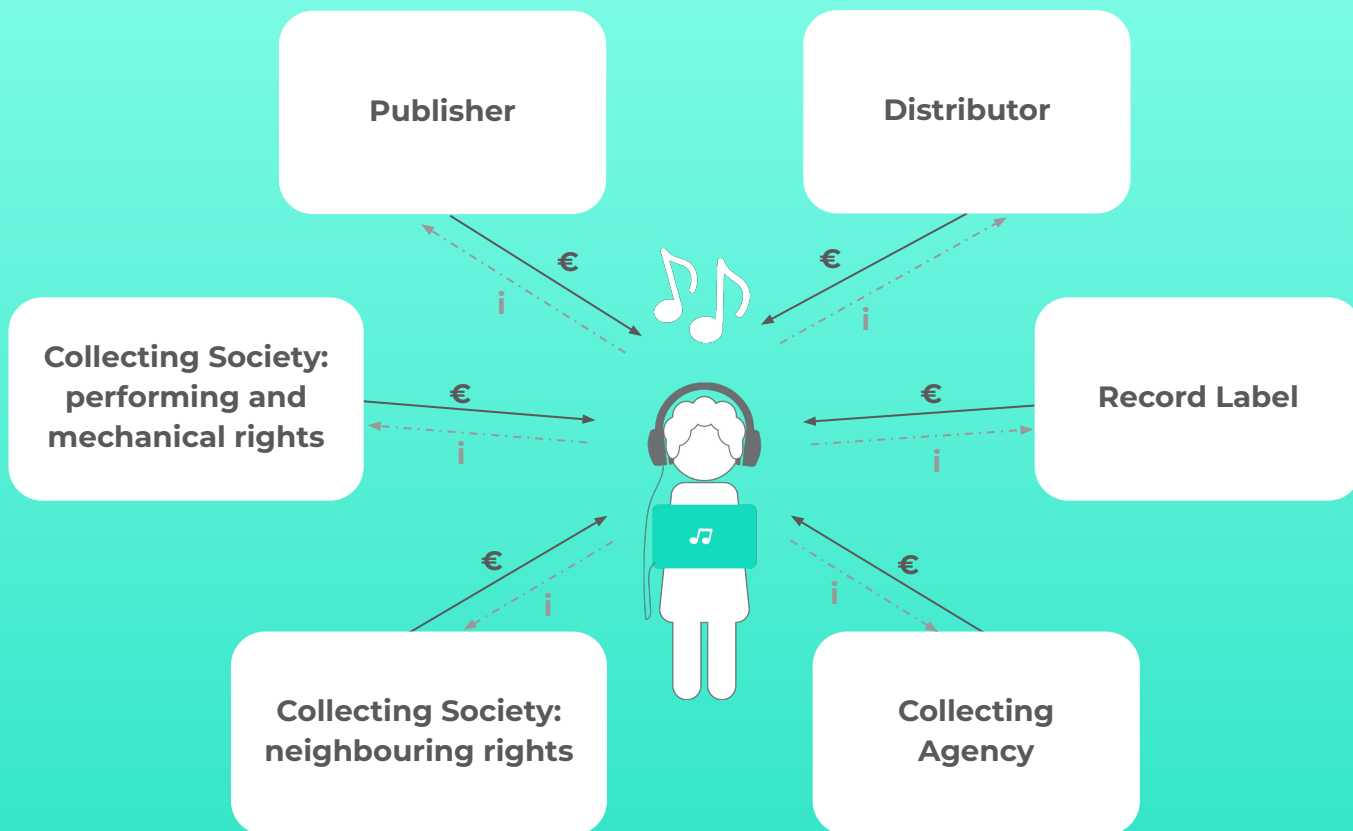 Publisher
Distributor
€
€
i
i
Collecting Society:
performing and
mechanical rights
Record Label
€
€
i
i
€
€
i
i
Collecting Society:
neighbouring rights
Collecting
Agency